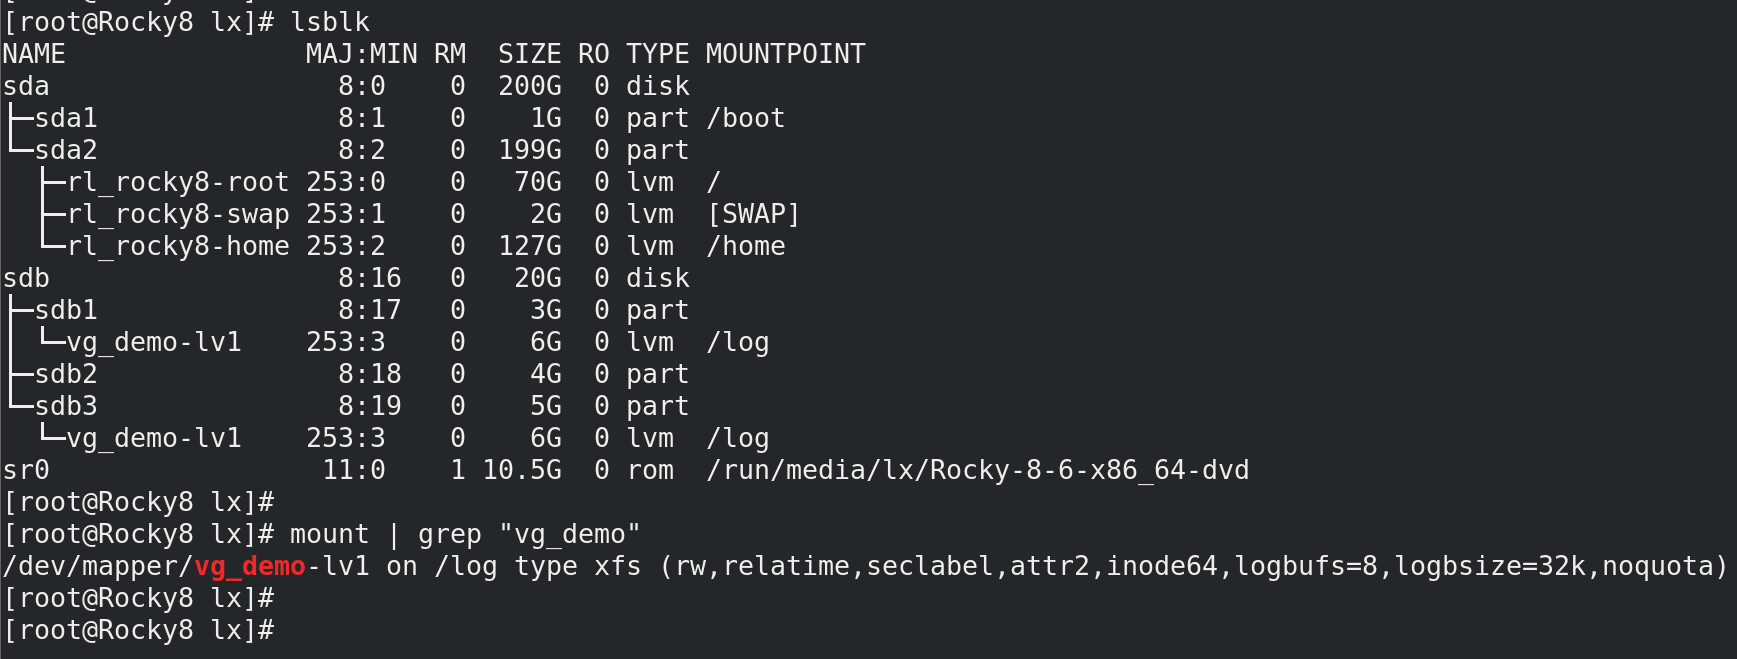 [root@Rocky8 lx]# lsblk
NAME               MAJ:MIN RM   SIZE RO TYPE MOUNTPOINT
sda                  8:0    0   200G  0 disk
├─sda1               8:1    0     1G  0 part /boot
└─sda2               8:2    0   199G  0 part
  ├─rl_rocky8-root 253:0    0    70G  0 lvm  /
  ├─rl_rocky8-swap 253:1    0     2G  0 lvm  [SWAP]
  └─rl_rocky8-home 253:2    0   127G  0 lvm  /home
sdb                  8:16   0    20G  0 disk
├─sdb1               8:17   0     3G  0 part
│ └─vg_demo-lv1    253:3    0     6G  0 lvm  /log
├─sdb2               8:18   0     4G  0 part
└─sdb3               8:19   0     5G  0 part
  └─vg_demo-lv1    253:3    0     6G  0 lvm  /log
sr0                 11:0    1 10.5G  0 rom  /run/media/lx/Rocky-8-6-x86_64-dvd
[root@Rocky8 lx]#
[root@Rocky8 lx]# mount | grep "vg_demo"
/dev/mapper/vg_demo-lv1 on /log type xfs (rw,relatime,seclabel,attr2,inode64,logbufs=8,logbsize=32k,noquota)
[root@Rocky8 lx]#
[root@Rocky8 lx]#